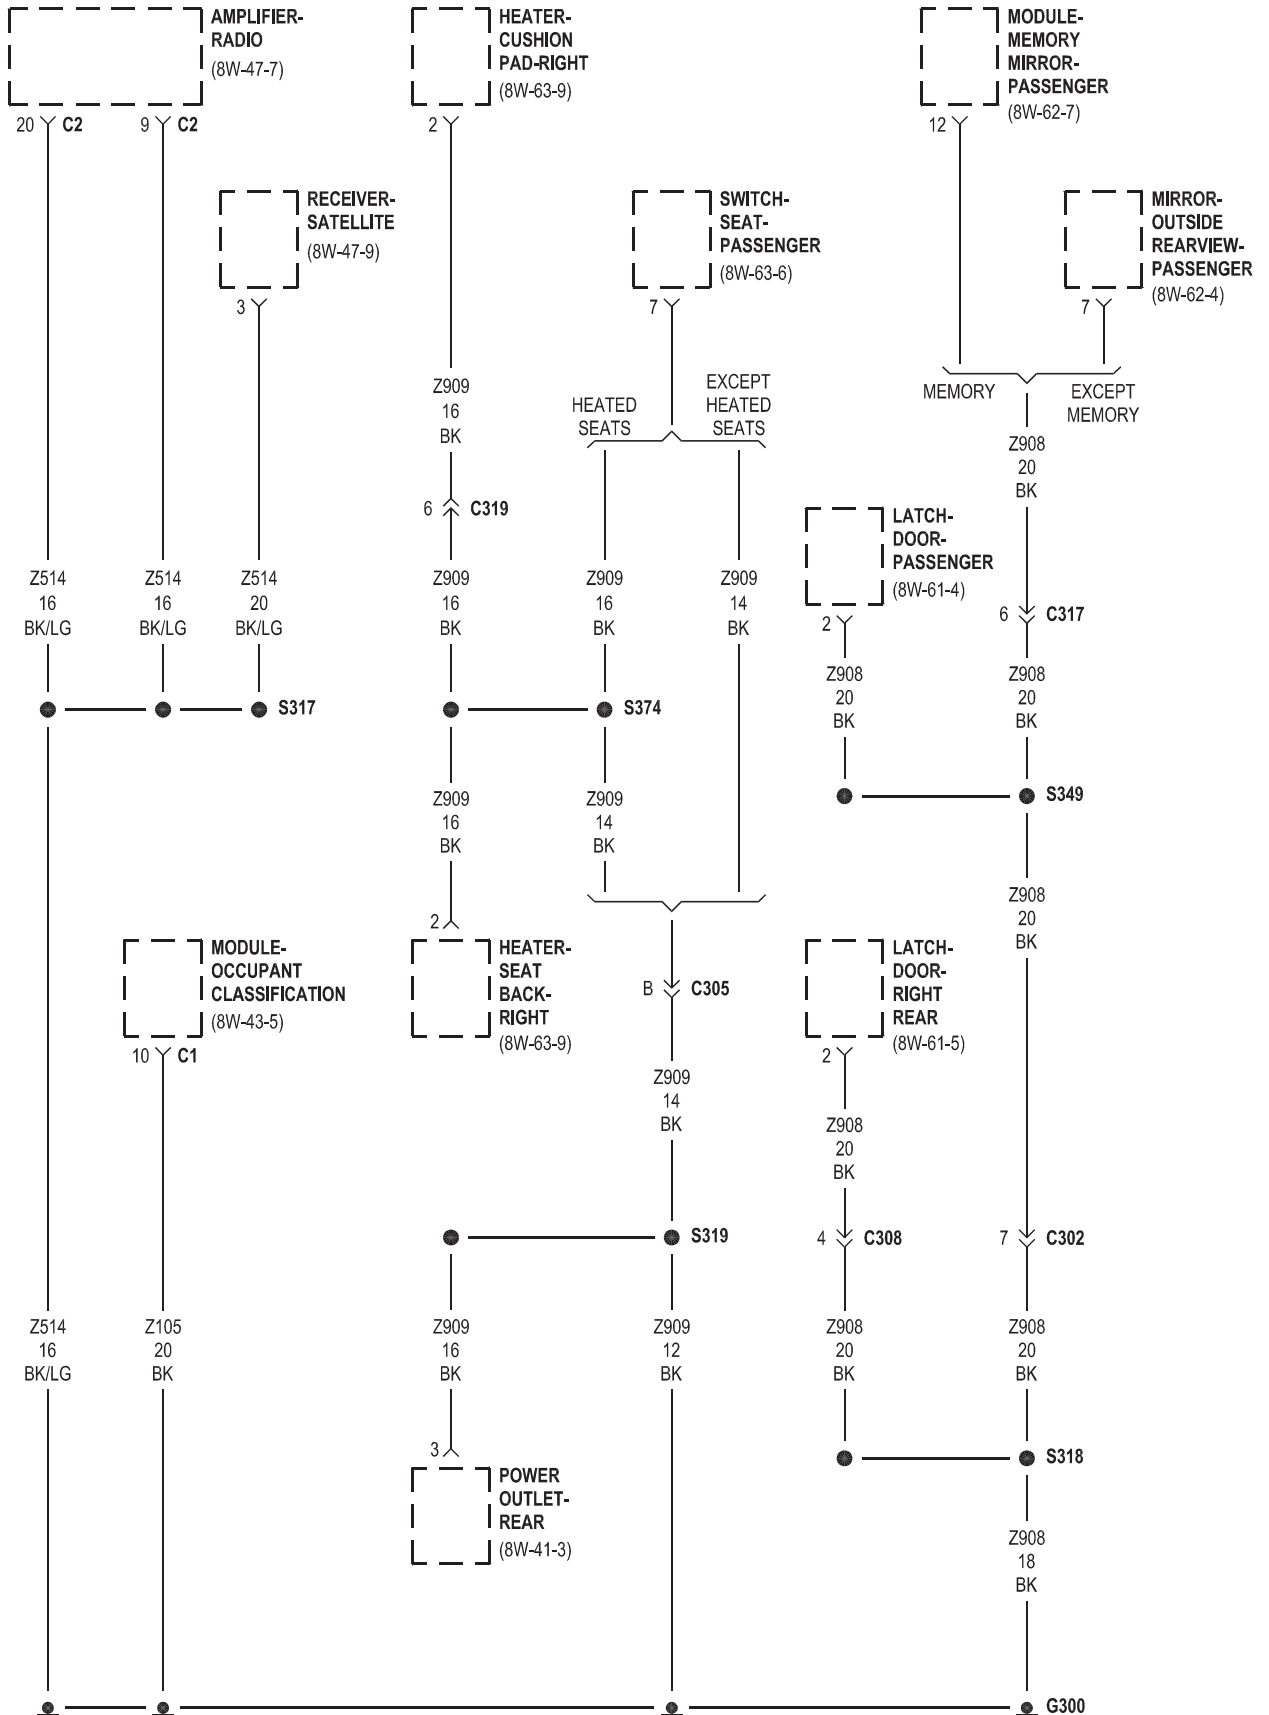 AMPLIFIER-
RADIO
(8W-47-7)
20
C2
9
C2
HEATER-
CUSHION
PAD-RIGHT
(8W-63-9)
2
MODULE-
MEMORY
MIRROR-
PASSENGER
(8W-62-7)
12
RECEIVER-
SATELLITE
(8W-47-9)
3
SWITCH-
SEAT-
PASSENGER
(8W-63-6)
7
MIRROR-
OUTSIDE
REARVIEW-
PASSENGER
(8W-62-4)
7
Z909
16
BK
HEATED
SEATS
EXCEPT
HEATED
SEATS
MEMORY
EXCEPT
MEMORY
Z908
20
BK
6
C319
LATCH-
DOOR-
PASSENGER
(8W-61-4)
2
Z514
16
BK/LG
Z514
16
BK/LG
Z514
20
BK/LG
Z909
16
BK
Z909
16
BK
Z909
14
BK
6
C317
Z908
20
BK
Z908
20
BK
S317
S374
S349
Z909
16
BK
Z909
14
BK
Z908
20
BK
2
MODULE-
OCCUPANT
CLASSIFICATION
(8W-43-5)
10
C1
HEATER-
SEAT
BACK-
RIGHT
(8W-63-9)
B
C305
LATCH-
DOOR-
RIGHT
REAR
(8W-61-5)
2
Z909
14
BK
Z908
20
BK
S319
4
C308
7
C302
Z514
16
BK/LG
Z105
20
BK
Z909
16
BK
Z909
12
BK
Z908
20
BK
Z908
20
BK
3
S318
POWER
OUTLET-
REAR
(8W-41-3)
Z908
18
BK
G300